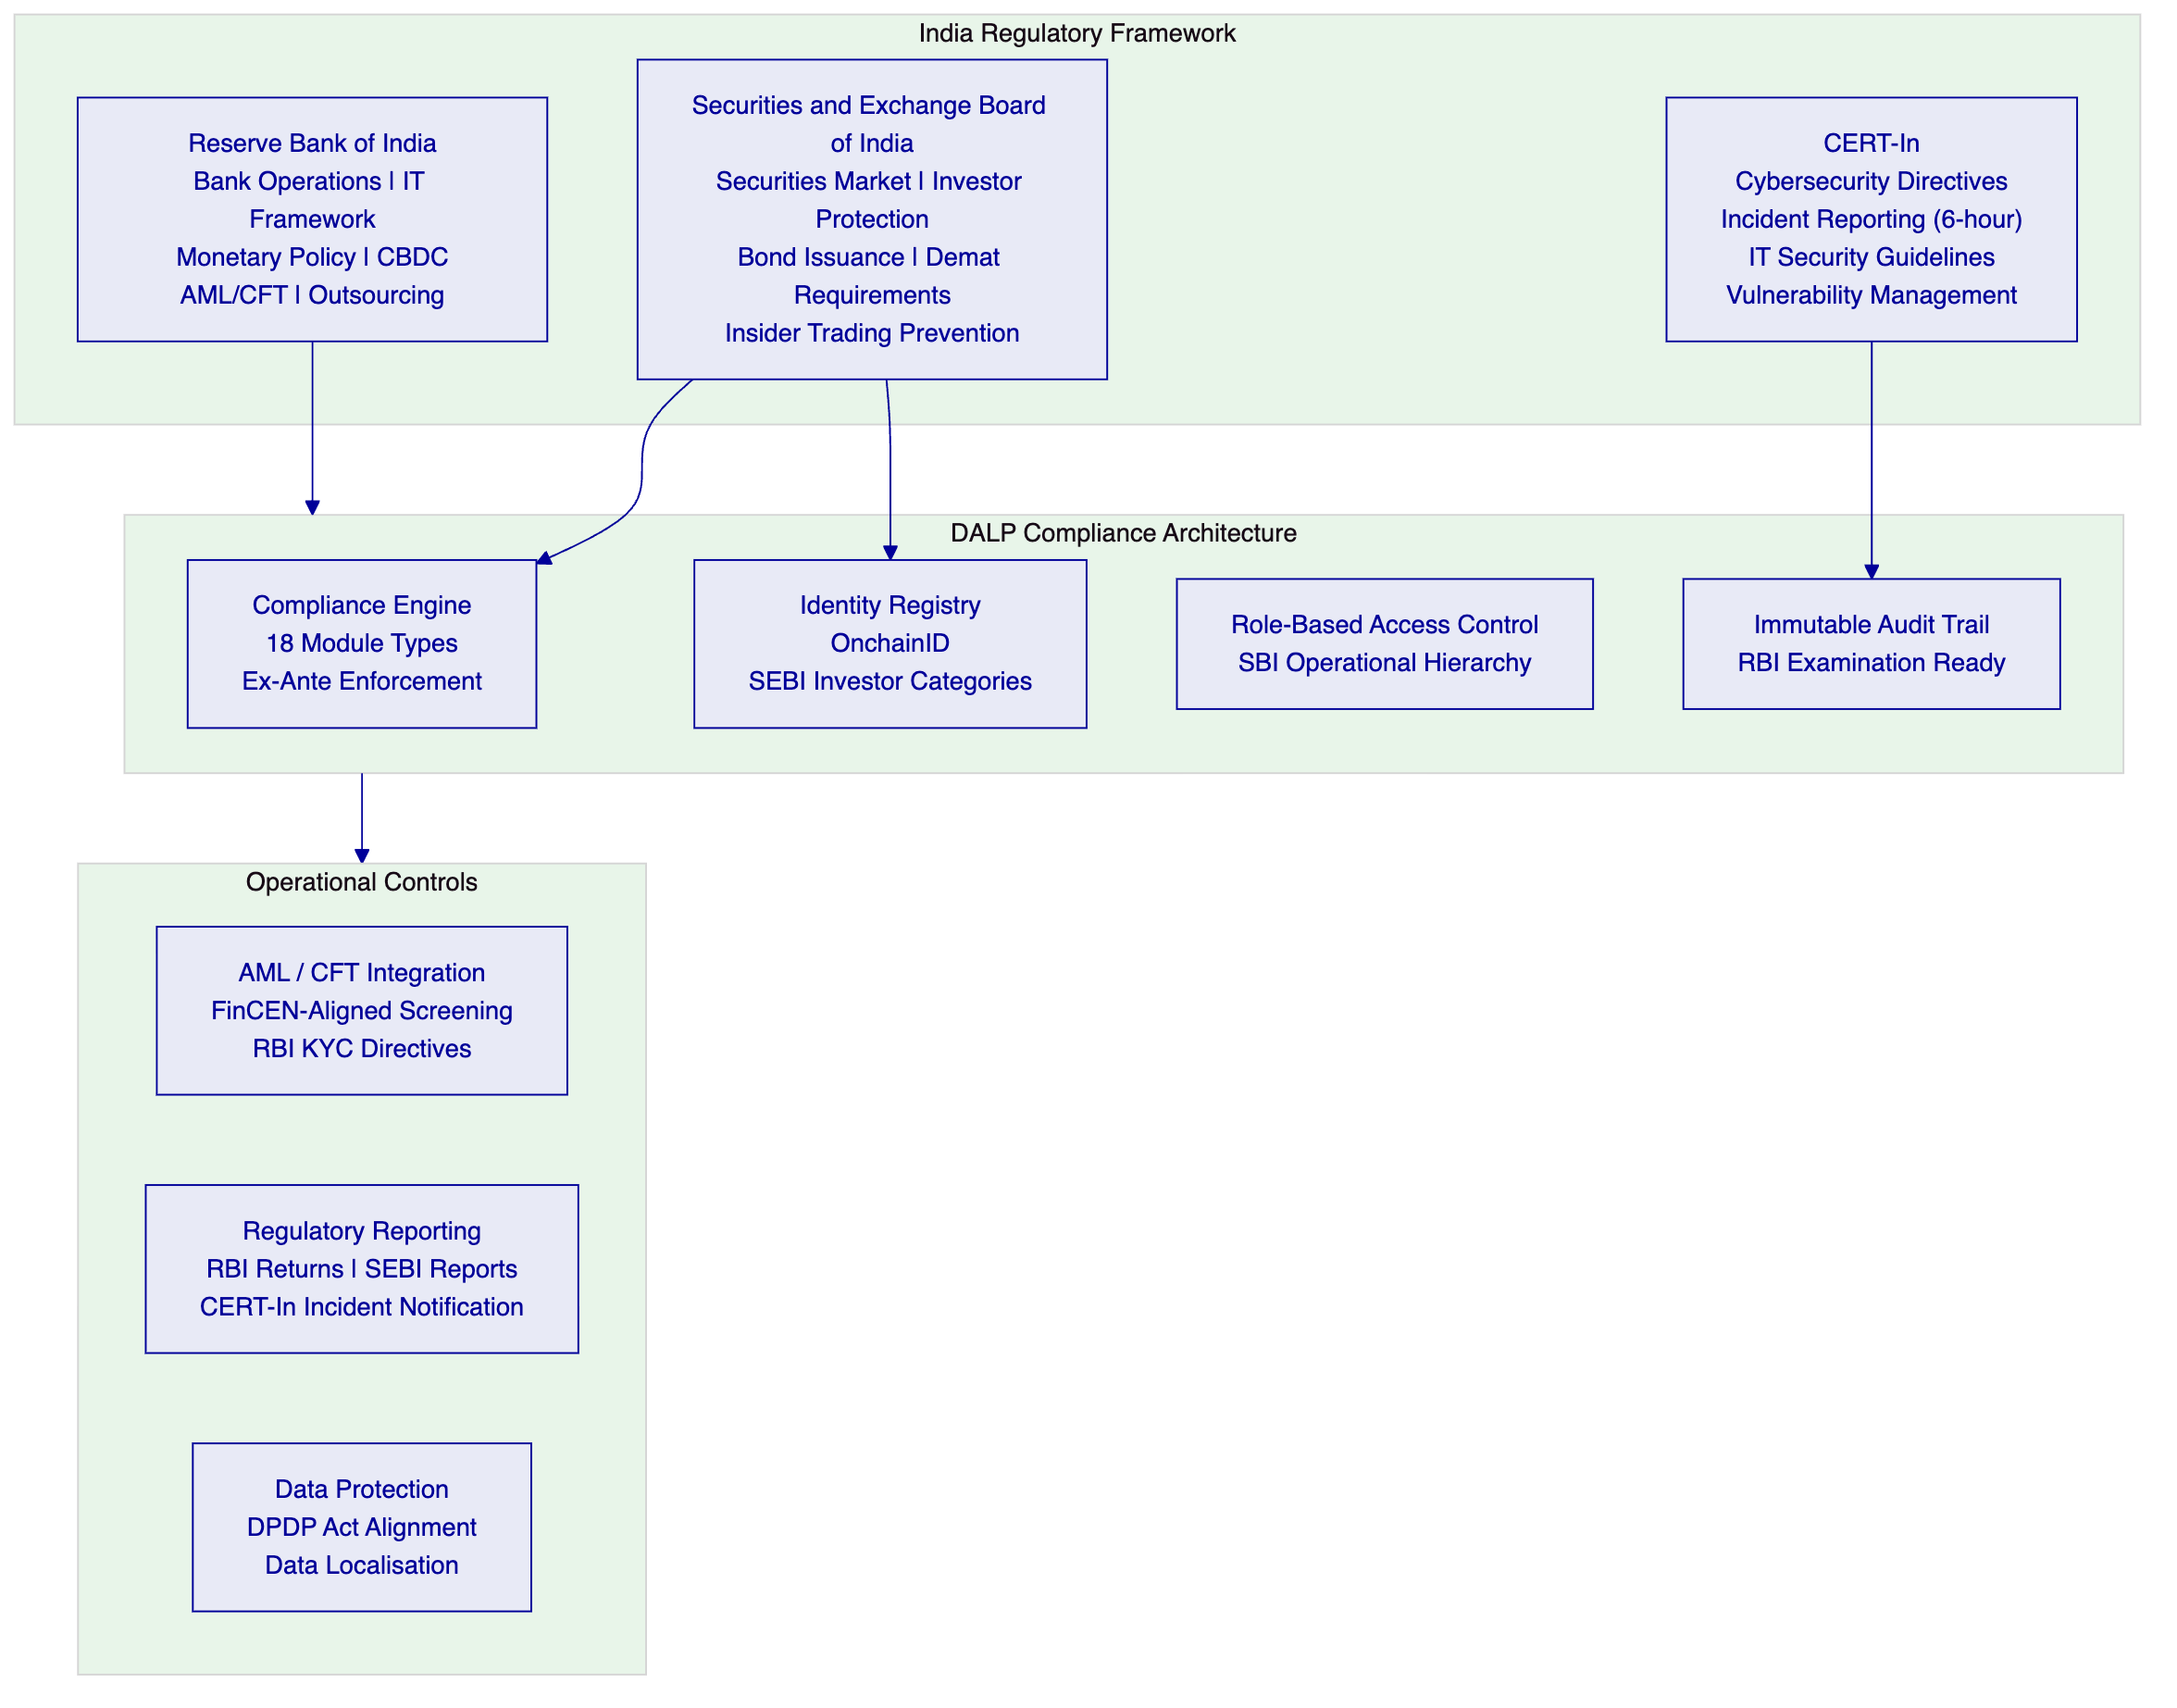 India Regulatory Framework
Reserve Bank of India
Bank Operations | IT
Framework
Monetary Policy | CBDC
AML/CFT | Outsourcing
Securities and Exchange Board
of India
Securities Market | Investor
Protection
Bond Issuance | Demat
Requirements
Insider Trading Prevention
CERT-In
Cybersecurity Directives
Incident Reporting (6-hour)
IT Security Guidelines
Vulnerability Management
DALP Compliance Architecture
Compliance Engine
18 Module Types
Ex-Ante Enforcement
Identity Registry
OnchainID
SEBI Investor Categories
Role-Based Access Control
SBI Operational Hierarchy
Immutable Audit Trail
RBI Examination Ready
Operational Controls
AML / CFT Integration
FinCEN-Aligned Screening
RBI KYC Directives
Regulatory Reporting
RBI Returns | SEBI Reports
CERT-In Incident Notification
Data Protection
DPDP Act Alignment
Data Localisation